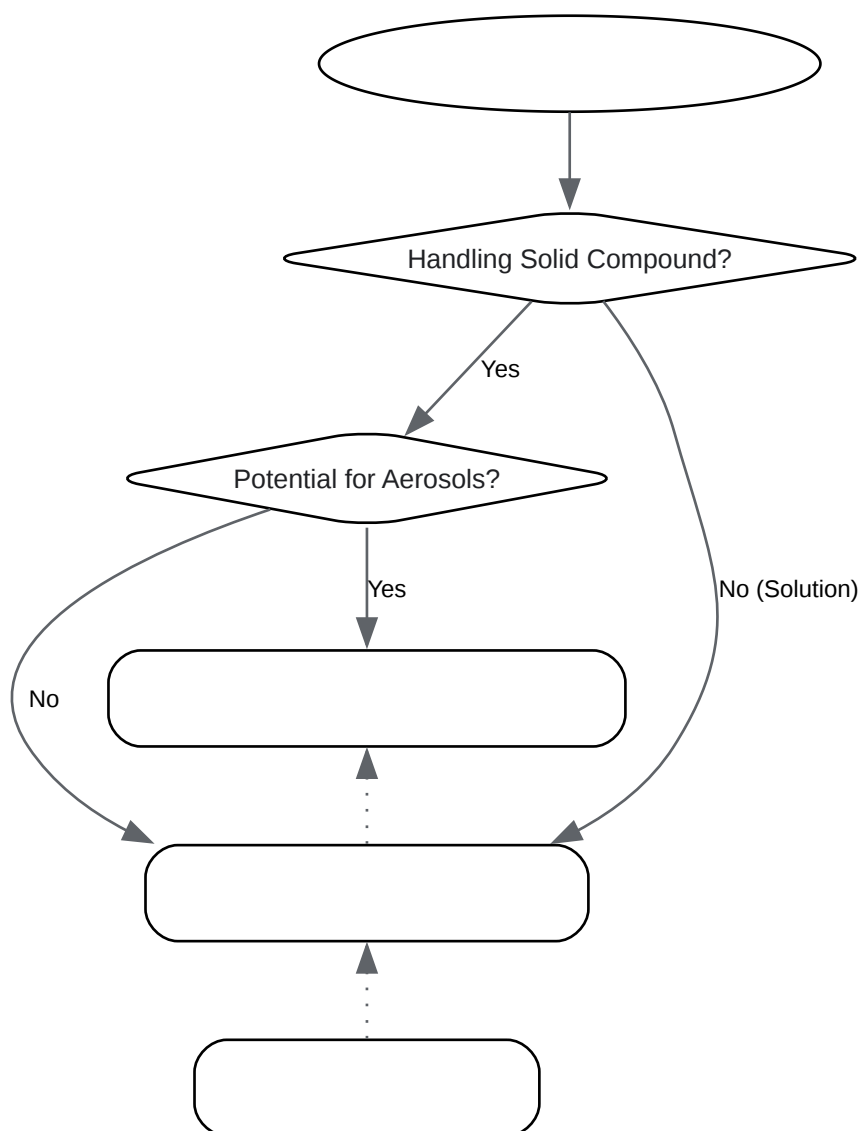 Handling Solid Compound?
Yes
Potential for Aerosols?
Yes
No (Solution)
No